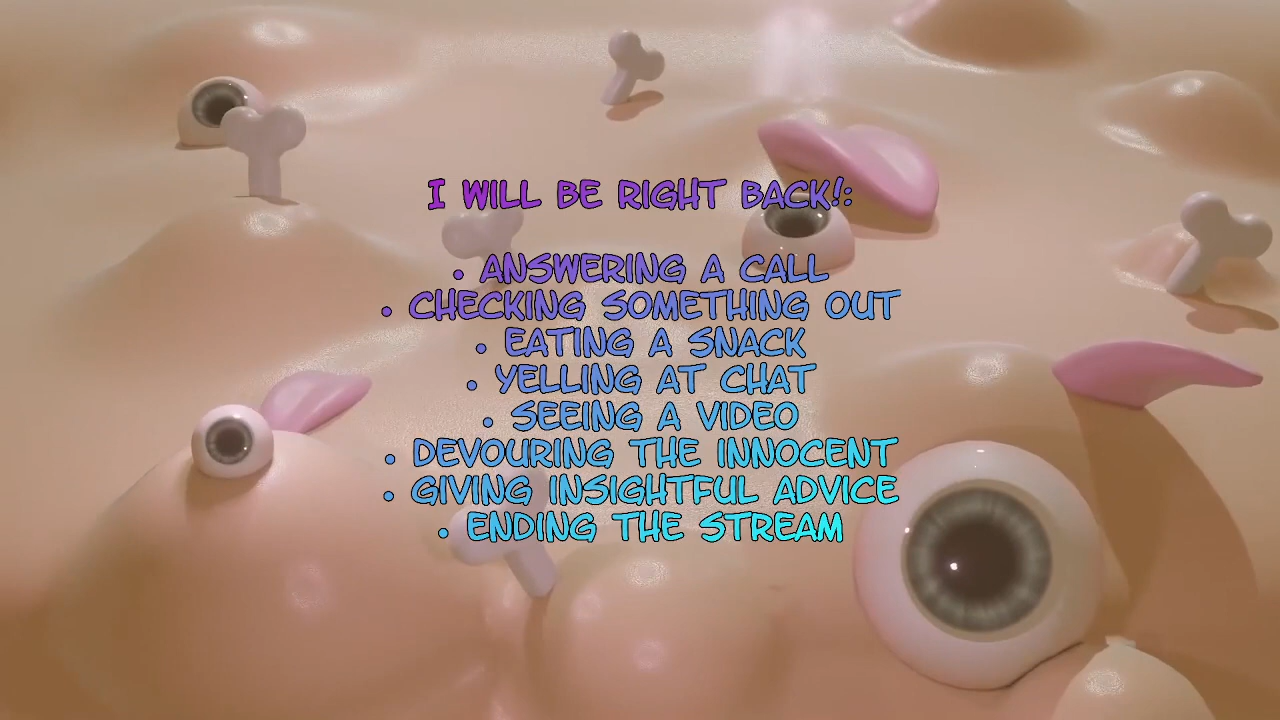 I WILL BE RIGHT BACK!:
• ANSWERING A CALL
• CHECKING SOMETHING OUT
• EATING A SNACK
• YELLING AT CHAT
• SEEING A VIDEO
• DEVOURING THE INNOCENT
• GIVING INSIGHTFUL ADVICE
• ENDING THE STREAM